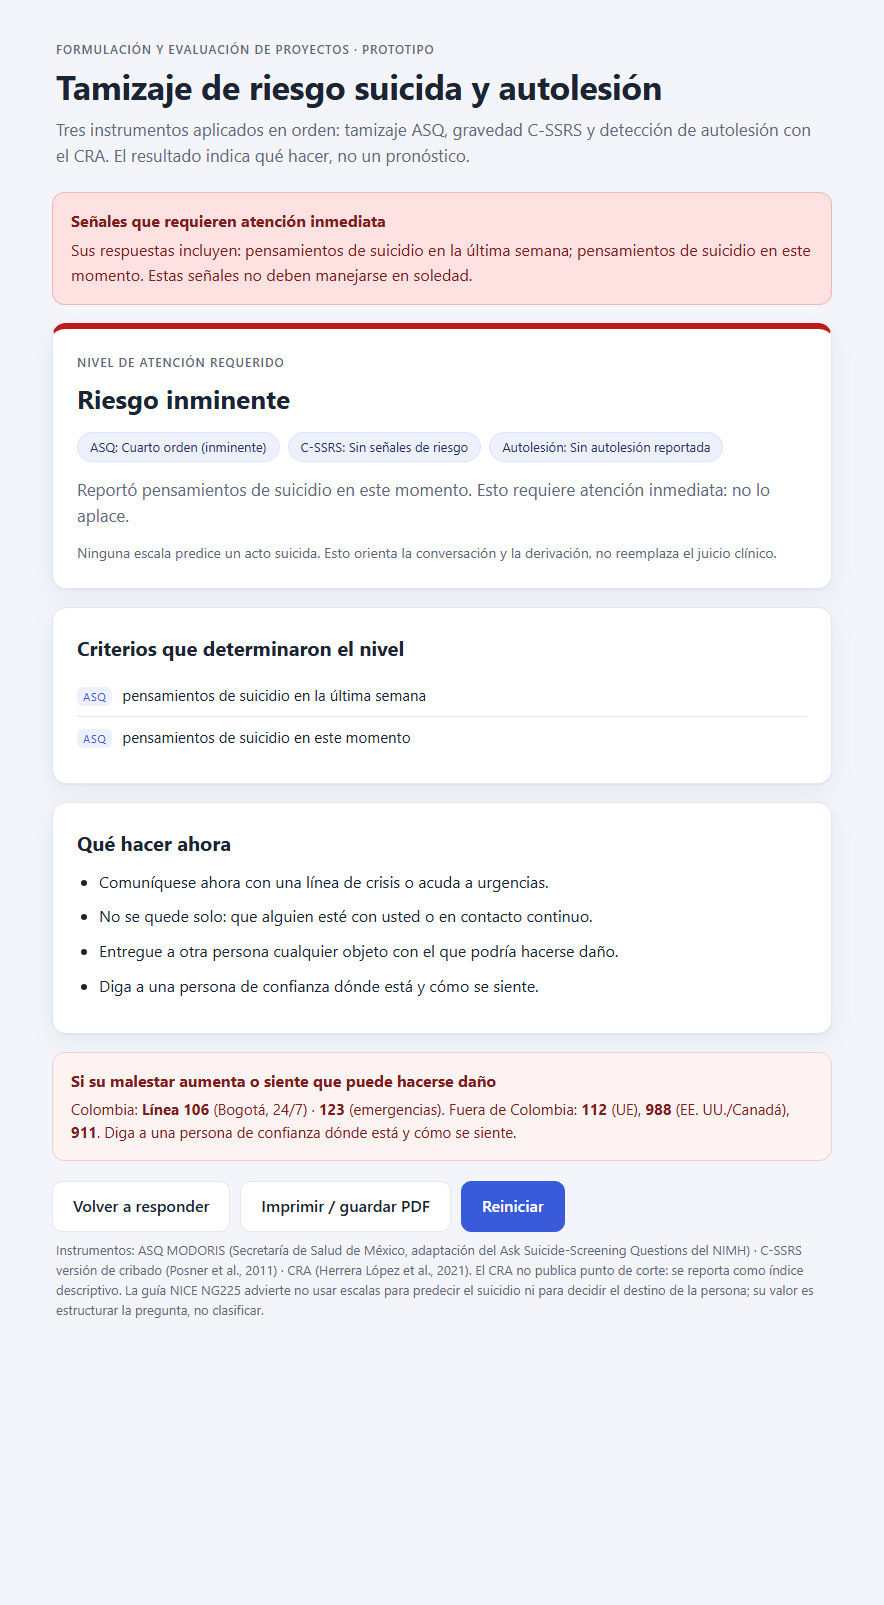 FORMULACIÓN Y EVALUACIÓN DE PROYECTOS · PROTOTIPO
Tamizaje de riesgo suicida y autolesión
Tres instrumentos aplicados en orden: tamizaje ASQ, gravedad C-SSRS y detección de autolesión con
el CRA. El resultado indica qué hacer, no un pronóstico.
Señales que requieren atención inmediata
Sus respuestas incluyen: pensamientos de suicidio en la última semana; pensamientos de suicidio en este
momento. Estas señales no deben manejarse en soledad.
NIVEL DE ATENCIÓN REQUERIDO
Riesgo inminente
ASQ: Cuarto orden (inminente) C-SSRS: Sin señales de riesgo Autolesión: Sin autolesión reportada
Reportó pensamientos de suicidio en este momento. Esto requiere atención inmediata: no lo
aplace.
Ninguna escala predice un acto suicida. Esto orienta la conversación y la derivación, no reemplaza el juicio clínico.
Criterios que determinaron el nivel
ASQ pensamientos de suicidio en la última semana
ASQ pensamientos de suicidio en este momento
Qué hacer ahora
• Comuníquese ahora con una línea de crisis o acuda a urgencias.
• No se quede solo: que alguien esté con usted o en contacto continuo.
• Entregue a otra persona cualquier objeto con el que podría hacerse daño.
• Diga a una persona de confianza dónde está y cómo se siente.
Si su malestar aumenta o siente que puede hacerse daño
Colombia: Línea 106 (Bogotá, 24/7) · 123 (emergencias). Fuera de Colombia: 112 (UE), 988 (EE. UU./Canadá),
911. Diga a una persona de confianza dónde está y cómo se siente.
Volver a responder Imprimir / guardar PDF Reiniciar
Instrumentos: ASQ MODORIS (Secretaría de Salud de México, adaptación del Ask Suicide-Screening Questions del NIMH) · C-SSRS
versión de cribado (Posner et al., 2011) · CRA (Herrera López et al., 2021). El CRA no publica punto de corte: se reporta como índice
descriptivo. La guía NICE NG225 advierte no usar escalas para predecir el suicidio ni para decidir el destino de la persona; su valor es
estructurar la pregunta, no clasificar.